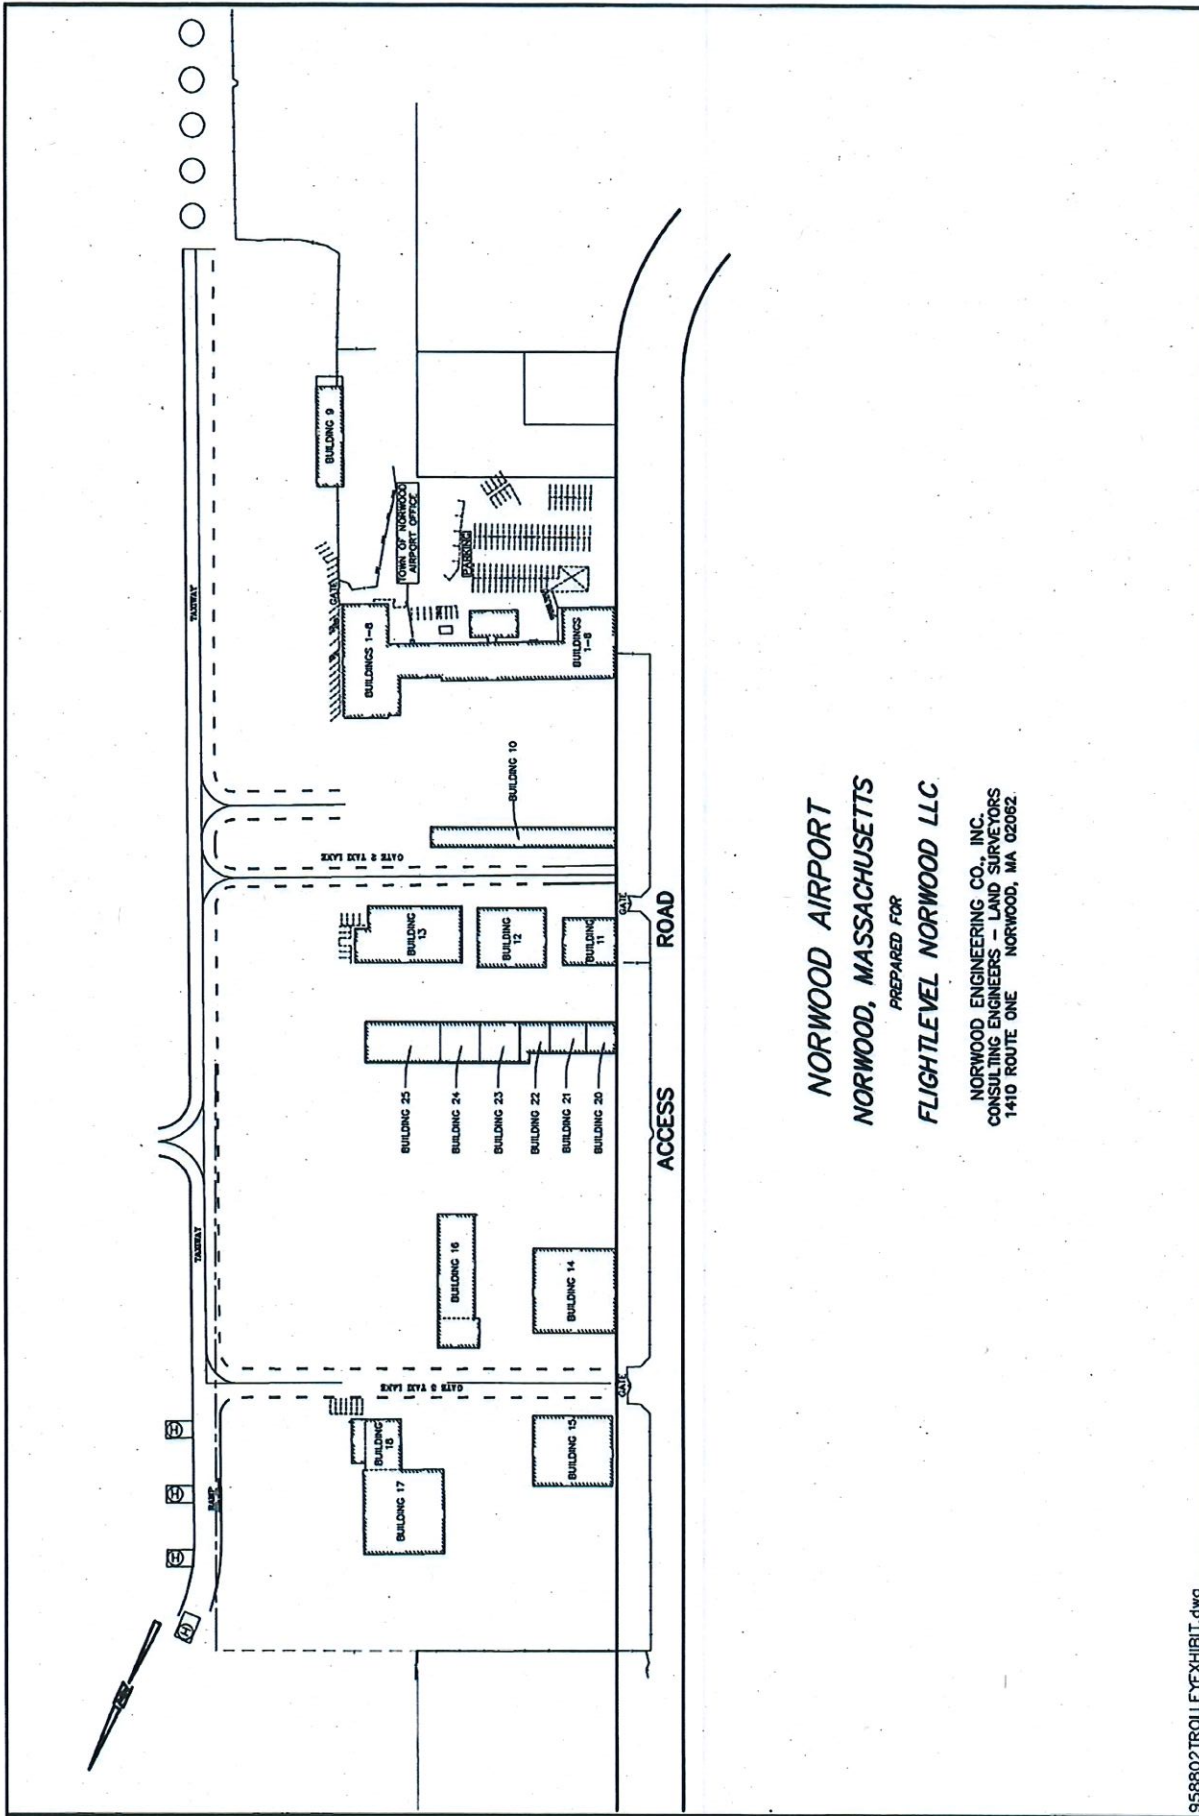 TAXIWAY
TAXIWAY
RAMP
H
H
H
H
N
BUILDING 9
TOWN OF NORWOOD
AIRPORT OFFICE
PARKING
GATE
BUILDINGS 1-8
BUILDINGS
1-8
BUILDING 10
GATE 2 TAXI LANE
GATE
BUILDING
13
BUILDING
12
BUILDING
11
BUILDING 25
BUILDING 24
BUILDING 23
BUILDING 22
BUILDING 21
BUILDING 20
BUILDING 16
BUILDING 14
GATE 3 TAXI LANE
GATE
BUILDING
18
BUILDING 17
BUILDING 15
ACCESS ROAD
NORWOOD AIRPORT
NORWOOD, MASSACHUSETTS
PREPARED FOR
FLIGHTLEVEL NORWOOD LLC
NORWOOD ENGINEERING CO., INC.
CONSULTING ENGINEERS - LAND SURVEYORS
1410 ROUTE ONE NORWOOD, MA 02062
958802TROLLEYEXHIBIT.dwg